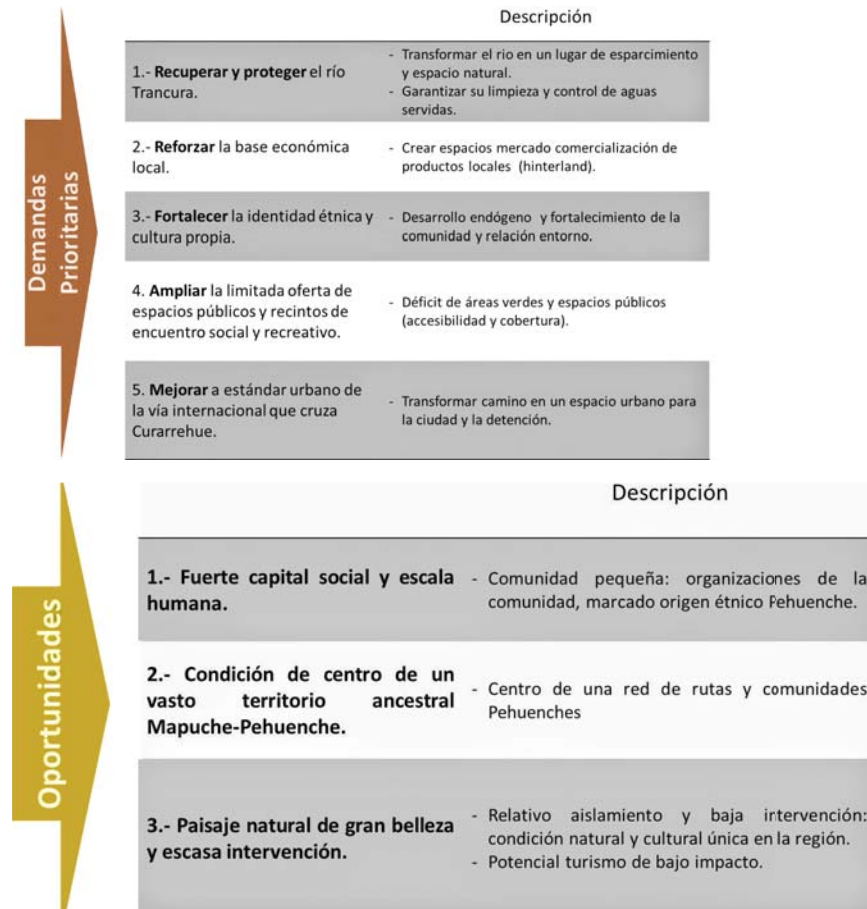 Descripción
Demandas
Prioritarias
1.- Recuperar y proteger el río
Trancura.
- Transformar el rio en un lugar de esparcimiento
y espacio natural.
- Garantizar su limpieza y control de aguas
servidas.
2.- Reforzar la base económica
local.
- Crear espacios mercado comercialización de
productos locales (hinterland).
3.- Fortalecer la identidad étnica y
cultura propia.
- Desarrollo endógeno y fortalecimiento de la
comunidad y relación entorno.
4. Ampliar la limitada oferta de
espacios públicos y recintos de
encuentro social y recreativo.
- Déficit de áreas verdes y espacios públicos
(accesibilidad y cobertura).
5. Mejorar a estándar urbano de
la vía internacional que cruza
Curarrehue.
- Transformar camino en un espacio urbano para
la ciudad y la detención.
Descripción
Oportunidades
1.- Fuerte capital social y escala
humana.
- Comunidad pequeña: organizaciones de la
comunidad, marcado origen étnico Pehuenche.
2.- Condición de centro de un
vasto territorio ancestral
Mapuche-Pehuenche.
- Centro de una red de rutas y comunidades
Pehuenches
3.- Paisaje natural de gran belleza
y escasa intervención.
- Relativo aislamiento y baja intervención:
condición natural y cultural única en la región.
- Potencial turismo de bajo impacto.